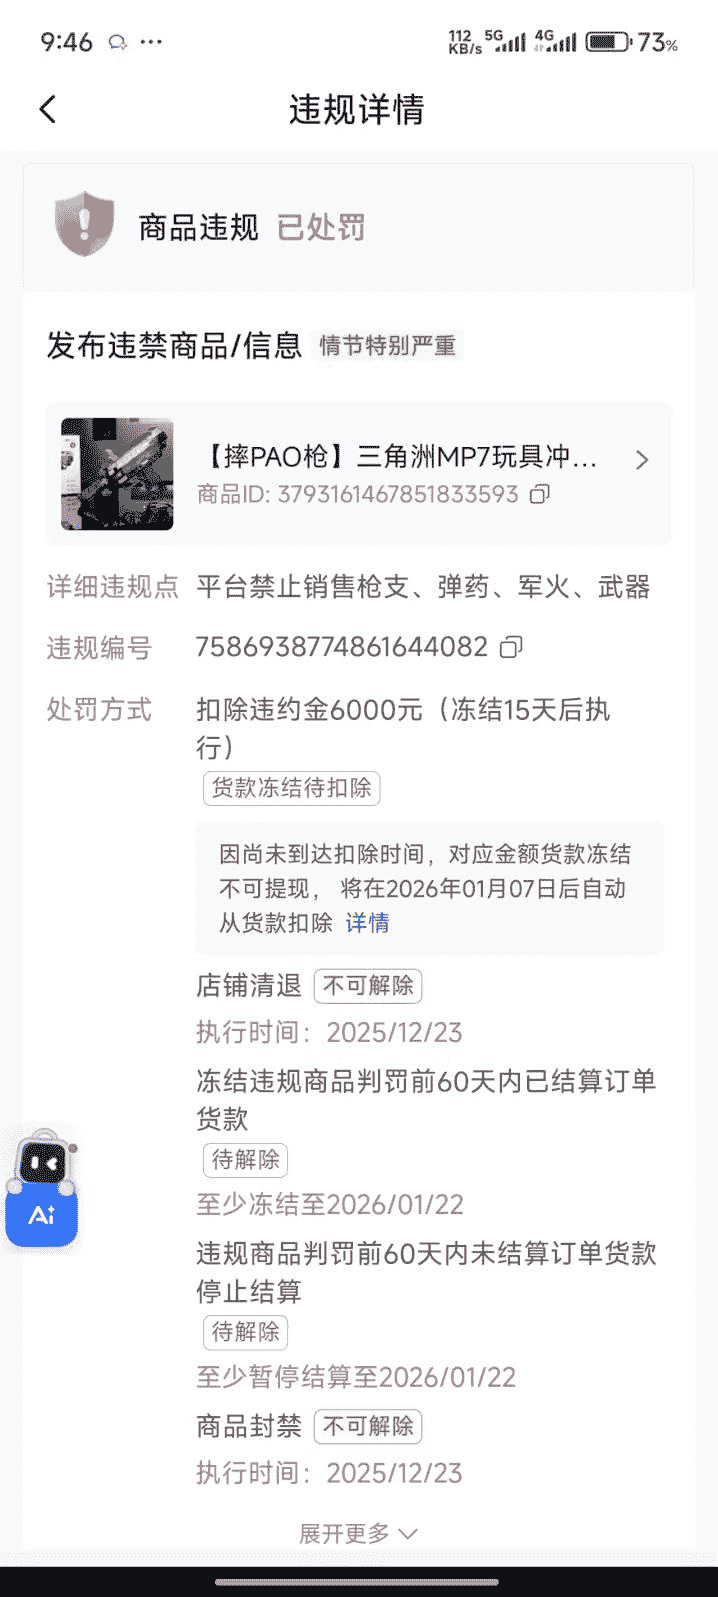 9:46
112 KB/s 5G 4G 73%
违规详情
商品违规 已处罚
发布违禁商品/信息 情节特别严重
【摔PAO枪】三角洲MP7玩具冲...
商品ID: 3793161467851833593
详细违规点 平台禁止销售枪支、弹药、军火、武器
违规编号 7586938774861644082
处罚方式 扣除违约金6000元（冻结15天后执
行）
货款冻结待扣除
因尚未到达扣除时间，对应金额货款冻结
不可提现， 将在2026年01月07日后自动
从货款扣除 详情
店铺清退 不可解除
执行时间：2025/12/23
冻结违规商品判罚前60天内已结算订单
货款
待解除
至少冻结至2026/01/22
Ai
违规商品判罚前60天内未结算订单货款
停止结算
待解除
至少暂停结算至2026/01/22
商品封禁 不可解除
执行时间：2025/12/23
展开更多